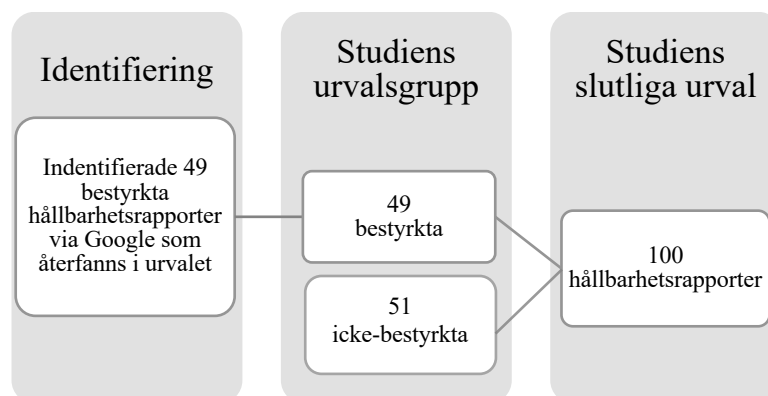 Identifiering
Indentifierade 49
bestyrkta
hållbarhetsrapporter
via Google som
återfanns i urvalet
Studiens
urvalsgrupp
49
bestyrkta
51
icke-bestyrkta
Studiens
slutliga urval
100
hållbarhetsrapporter